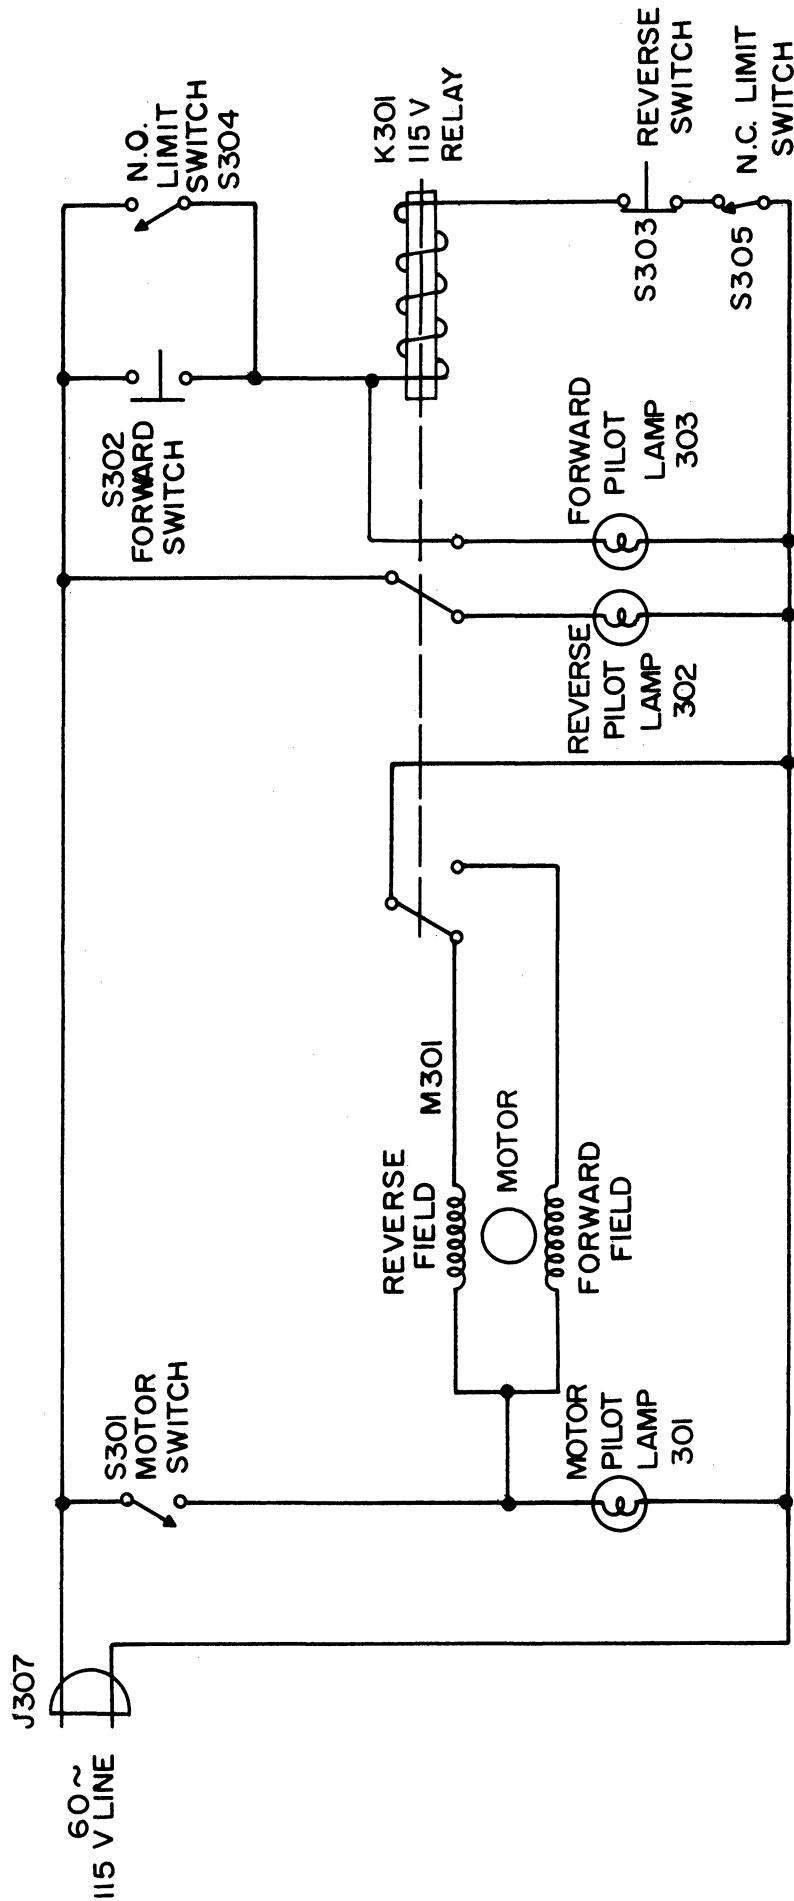 60~
115 V LINE
J307
S301
MOTOR
SWITCH
MOTOR
PILOT
LAMP
301
REVERSE
FIELD
M301
MOTOR
FORWARD
FIELD
S302
FORWARD
SWITCH
N.O.
LIMIT
SWITCH
S304
K301
115 V
RELAY
REVERSE
PILOT
LAMP
302
FORWARD
PILOT
LAMP
303
S303
REVERSE
SWITCH
S305
N.C. LIMIT
SWITCH